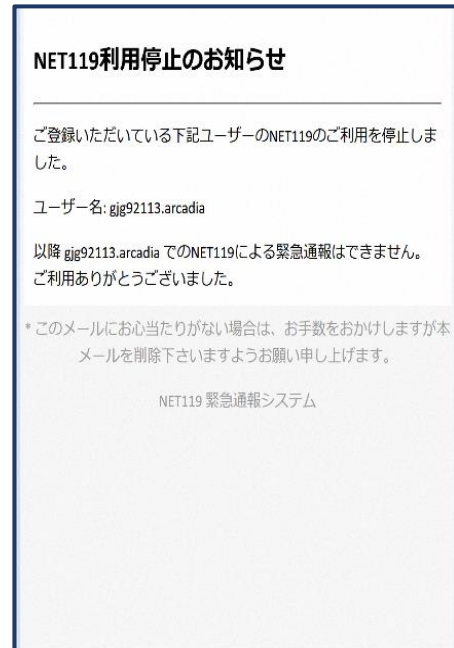 NET119利用停止のお知らせ
ご登録いただいている下記ユーザーのNET119のご利用を停止しま
した。
ユーザー名: gjg92113.arcadia
以降 gjg92113.arcadia でのNET119による緊急通報はできません。
ご利用ありがとうございました。
* このメールにお心当たりがない場合は、お手数をおかけしますが本
メールを削除下さいますようお願い申し上げます。
NET119 緊急通報システム